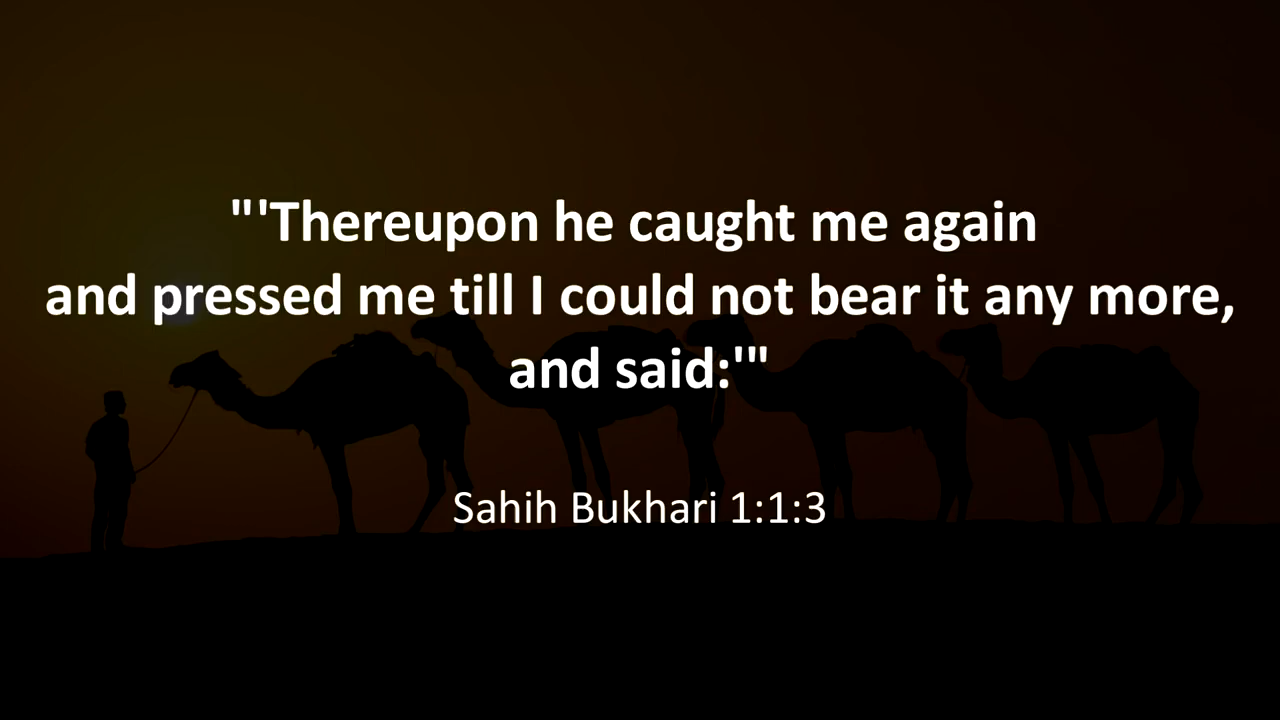 "'Thereupon he caught me again
and pressed me till I could not bear it any more,
and said:'"
Sahih Bukhari 1:1:3